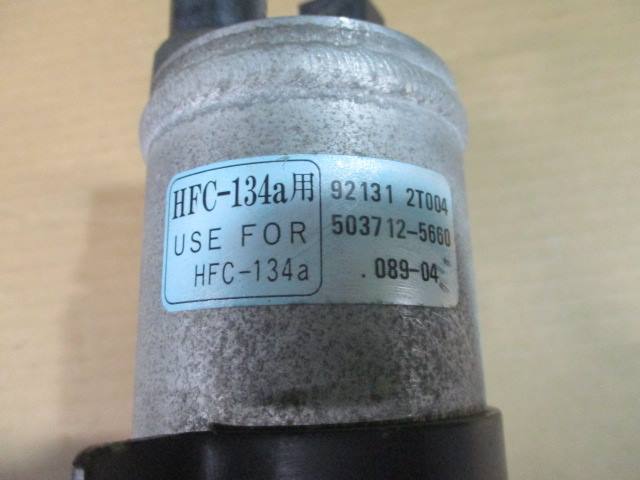 HFC-134a用
USE FOR
HFC-134a
92131 2T004
503712-5660
.089-04